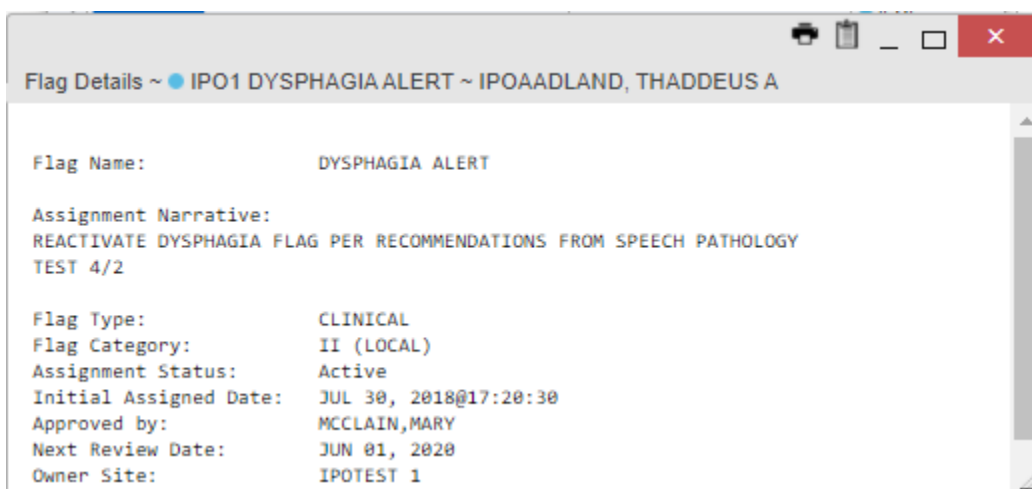 Flag Details ~ IPO1 DYSPHAGIA ALERT ~ IPOAADLAND, THADDEUS A
Flag Name: DYSPHAGIA ALERT
Assignment Narrative:
REACTIVATE DYSPHAGIA FLAG PER RECOMMENDATIONS FROM SPEECH PATHOLOGY
TEST 4/2
Flag Type: CLINICAL
Flag Category: II (LOCAL)
Assignment Status: Active
Initial Assigned Date: JUL 30, 2018@17:20:30
Approved by: MCCLAIN,MARY
Next Review Date: JUN 01, 2020
Owner Site: IPOTEST 1